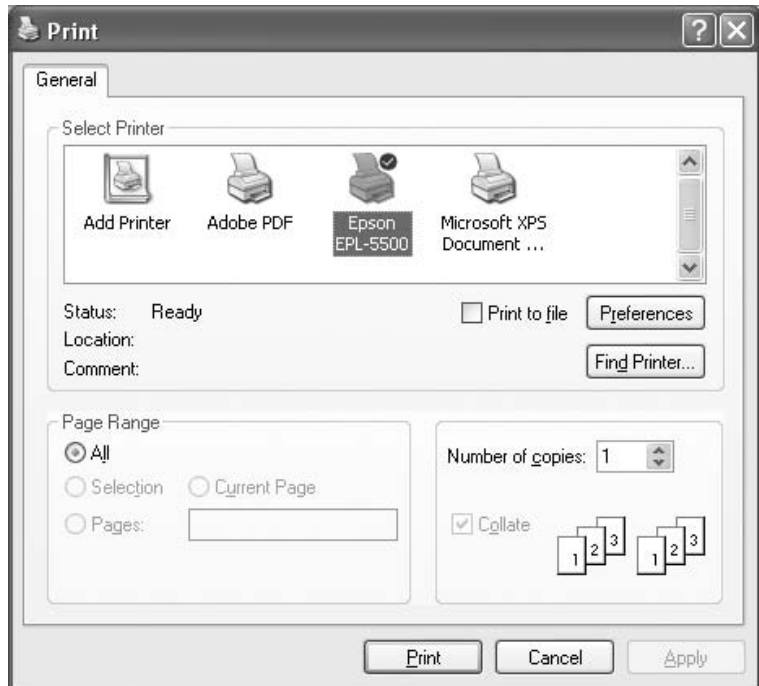 Print
General
Select Printer
Add Printer
Adobe PDF
Epson
EPL-5500
Microsoft XPS
Document ...
Status: Ready
Print to file
Preferences
Location:
Comment:
Find Printer...
Page Range
All
Selection
Current Page
Pages:
Number of copies: 1
Collate
1 2 3 1 2 3
Print
Cancel
Apply